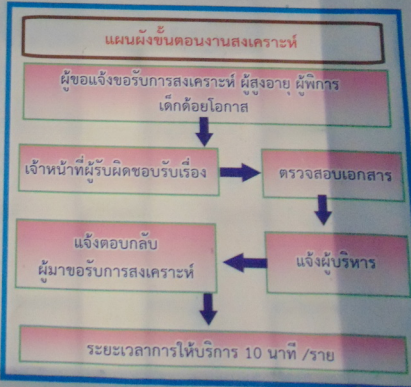 แผนผังขั้นตอนงานสงเคราะห์
ผู้ขอแจ้งขอรับการสงเคราะห์ ผู้สูงอายุ ผู้พิการ
เด็กด้อยโอกาส
เจ้าหน้าที่ผู้รับผิดชอบรับเรื่อง
ตรวจสอบเอกสาร
แจ้งผู้บริหาร
แจ้งตอบกลับ
ผู้มาขอรับการสงเคราะห์
ระยะเวลาการให้บริการ 10 นาที /ราย